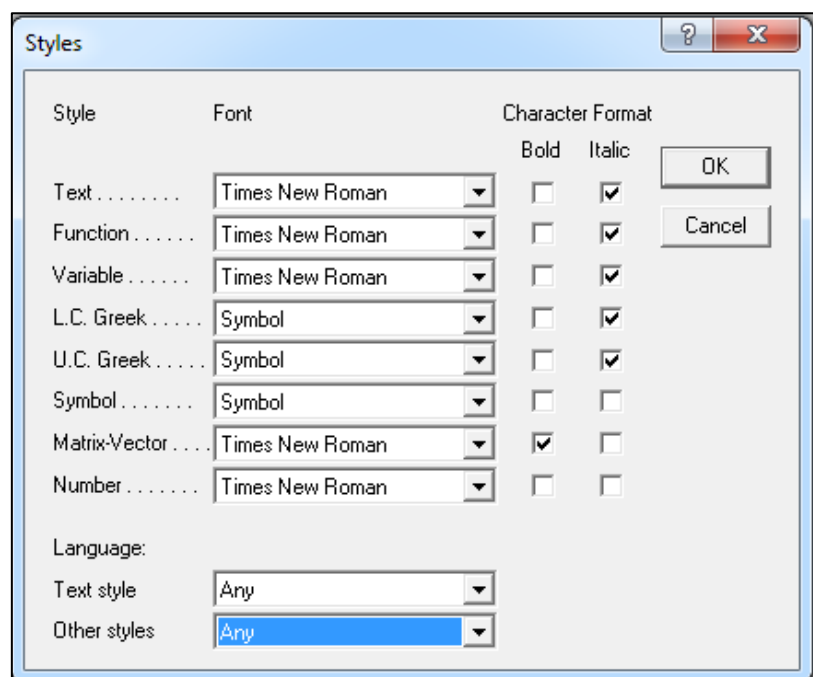 Styles
Style Font Character Format
Bold Italic
OK
Text . . . . . . . . Times New Roman
Cancel
Function . . . . . . Times New Roman
Variable . . . . . . Times New Roman
L.C. Greek . . . . . Symbol
U.C. Greek . . . . . Symbol
Symbol . . . . . . . Symbol
Matrix-Vector . . . . Times New Roman
Number . . . . . . . Times New Roman
Language:
Text style Any
Other styles Any